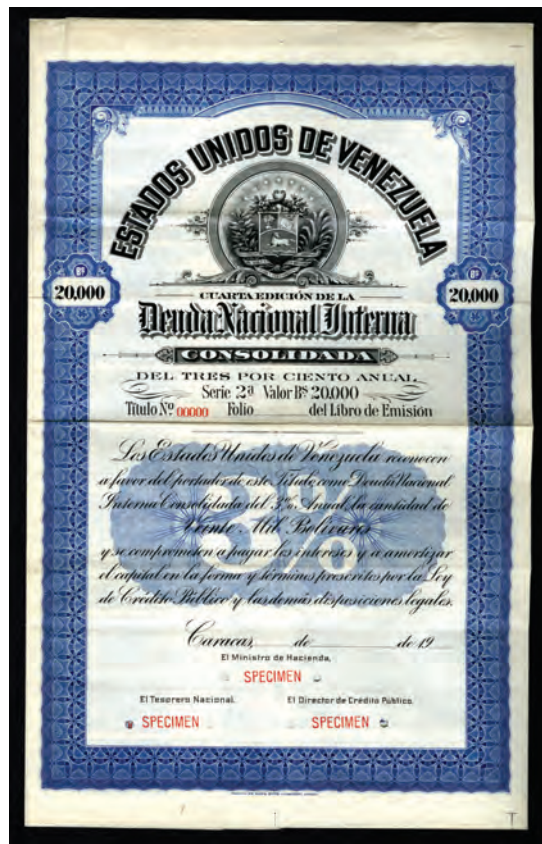 ESTADOS UNIDOS DE VENEZUELA
Bs
20,000
Bs
20,000
CUARTA EDICIÓN DE LA
Deuda Nacional Interna
CONSOLIDADA
DEL TRES POR CIENTO ANUAL
Serie 2ª Valor Bs 20.000
Título Nº 00000 Folio del Libro de Emisión
3%
Los Estados Unidos de Venezuela reconocen
a favor del portador de este Título como Deuda Nacional
Interna Consolidada del 3% Anual, la cantidad de
Veinte Mil Bolívares
y se comprometen a pagar los intereses y a amortizar
el capital en la forma y términos prescritos por la Ley
de Crédito Público y las demás disposiciones legales.
Caracas, de de 19
El Ministro de Hacienda,
SPECIMEN
El Tesorero Nacional. El Director de Crédito Público.
SPECIMEN SPECIMEN